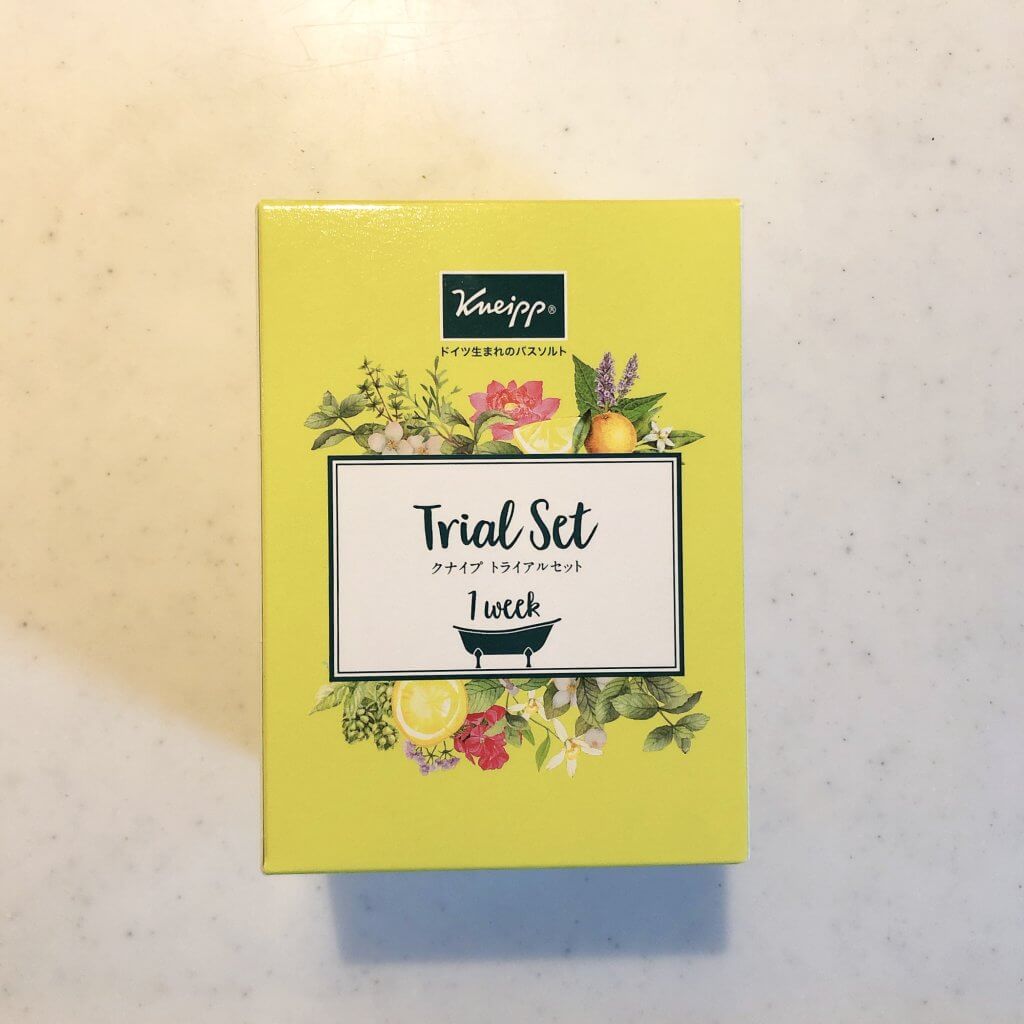 Kneipp®
ドイツ生まれのバスソルト
Trial Set
クナイプ トライアルセット
1 week